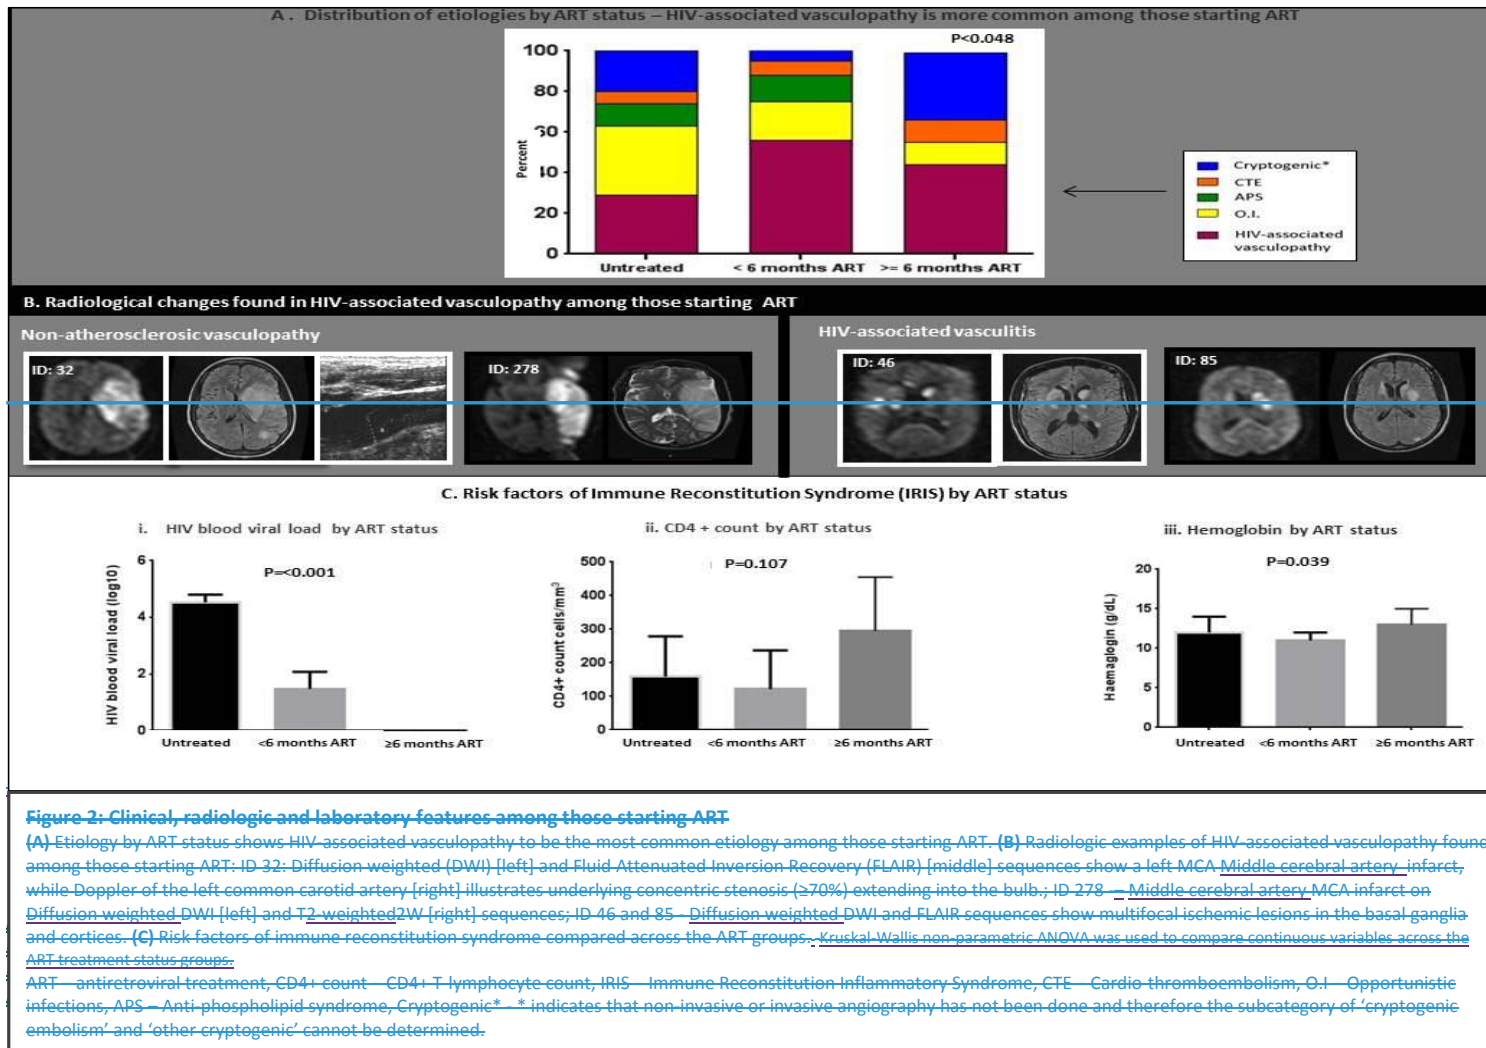 A . Distribution of etiologies by ART status – HIV-associated vasculopathy is more common among those starting ART
P<0.048
100
80
60
40
20
0
Percent
Untreated
< 6 months ART
>= 6 months ART
Cryptogenic*
CTE
APS
O.I.
HIV-associated
vasculopathy
B. Radiological changes found in HIV-associated vasculopathy among those starting ART
Non-atherosclerosic vasculopathy
HIV-associated vasculitis
ID: 32
ID: 278
ID: 46
ID: 85
C. Risk factors of Immune Reconstitution Syndrome (IRIS) by ART status
i. HIV blood viral load by ART status
P=<0.001
HIV blood viral load (log10)
6
4
2
0
Untreated
<6 months ART
≥6 months ART
ii. CD4 + count by ART status
P=0.107
CD4+ count cells/mm³
500
400
300
200
100
0
Untreated
<6 months ART
≥6 months ART
iii. Hemoglobin by ART status
P=0.039
Haemaglogin (g/dL)
20
15
10
5
0
Untreated
<6 months ART
≥6 months ART
Figure 2: Clinical, radiologic and laboratory features among those starting ART
(A) Etiology by ART status shows HIV-associated vasculopathy to be the most common etiology among those starting ART. (B) Radiologic examples of HIV-associated vasculopathy found
among those starting ART: ID 32: Diffusion weighted (DWI) [left] and Fluid Attenuated Inversion Recovery (FLAIR) [middle] sequences show a left MCA Middle cerebral artery infarct,
while Doppler of the left common carotid artery [right] illustrates underlying concentric stenosis (≥70%) extending into the bulb.; ID 278 -– Middle cerebral artery MCA infarct on
Diffusion weighted DWI [left] and T2-weighted2W [right] sequences; ID 46 and 85 - Diffusion weighted DWI and FLAIR sequences show multifocal ischemic lesions in the basal ganglia
and cortices. (C) Risk factors of immune reconstitution syndrome compared across the ART groups. Kruskal-Wallis non-parametric ANOVA was used to compare continuous variables across the
ART treatment status groups.
ART – antiretroviral treatment, CD4+ count – CD4+ T lymphocyte count, IRIS – Immune Reconstitution Inflammatory Syndrome, CTE – Cardio-thromboembolism, O.I – Opportunistic
infections, APS – Anti-phospholipid syndrome, Cryptogenic* - * indicates that non-invasive or invasive angiography has not been done and therefore the subcategory of ‘cryptogenic
embolism’ and ‘other cryptogenic’ cannot be determined.